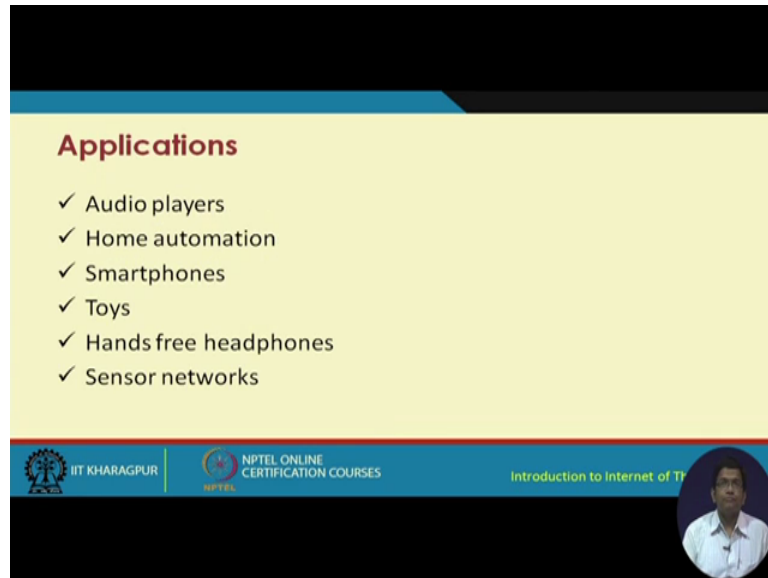 Applications
✓ Audio players
✓ Home automation
✓ Smartphones
✓ Toys
✓ Hands free headphones
✓ Sensor networks
IIT KHARAGPUR
NPTEL
NPTEL ONLINE
CERTIFICATION COURSES
Introduction to Internet of